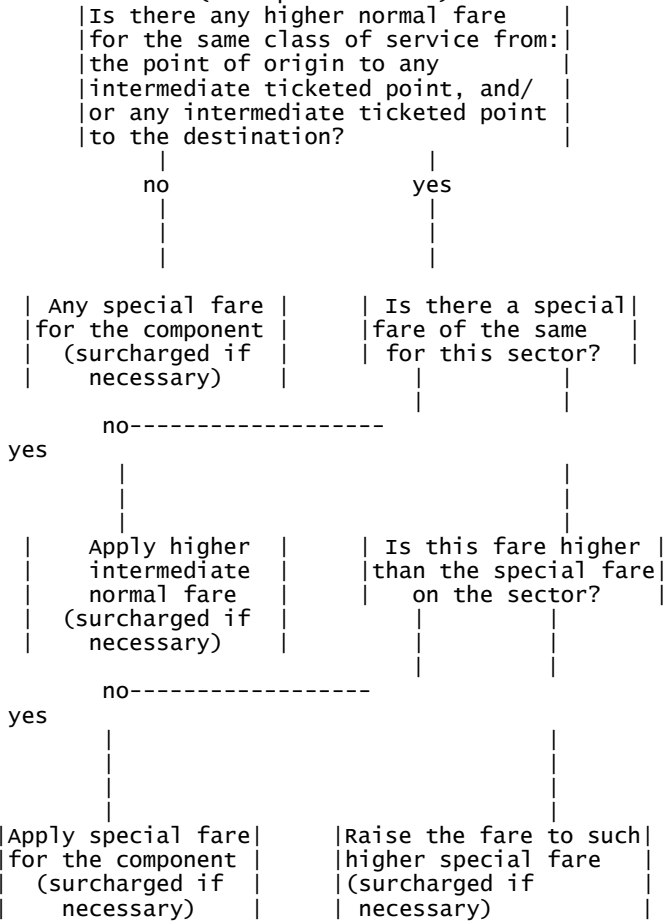 |Is there any higher normal fare    |
|for the same class of service from:|
|the point of origin to any         |
|intermediate ticketed point, and/  |
|or any intermediate ticketed point |
|to the destination?                |
|                   |
no                  yes
|                   |
|                   |
|                   |
| Any special fare |     | Is there a special|
|for the component |     |fare of the same   |
|  (surcharged if  |     | for this sector?  |
|    necessary)    |         |          |
|          |
no-------------------
yes
|                                |
|                                |
|                                |
|    Apply higher  |     | Is this fare higher |
|    intermediate  |     |than the special fare|
|    normal fare   |     |   on the sector?    |
|  (surcharged if  |         |         |
|    necessary)    |         |         |
|         |
no------------------
yes
|                                |
|                                |
|                                |
|                                |
|Apply special fare|     |Raise the fare to such|
|for the component |     |higher special fare   |
|  (surcharged if  |     |(surcharged if        |
|    necessary)    |     | necessary)           |